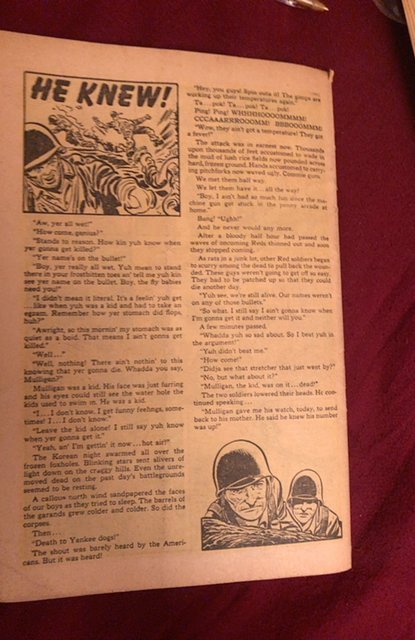 HE KNEW!
"Aw, yer all wet!"
"How come, genius?"
"Stands to reason. How kin yuh know when
yer gonna get killed?"
"Yer name's on the bullet!"
"Boy, yer really all wet. Yuh mean to stand
there in your frostbitten toes an' tell me yuh kin
see yer name on the bullet. Boy, the fly babies
need you!"
"I didn't mean it literal. It's a feelin' yuh get
... like when yuh was a kid and had to take an
egzam. Remember how yer stomach did flops,
huh?"
"Awright, so this mornin' my stomach was as
quiet as a boid. That means I ain't gonna get
killed."
"Well ..."
"Well, nothing! There ain't nothin' to this
knowing that yer gonna die. Whadda you say,
Mulligan?"
Mulligan was a kid. His face was just furring
and his eyes could still see the water hole the
kids used to swim in. He was a kid.
"I ... I don't know. I get funny feelings, some-
times! I ... I don't know."
"Leave the kid alone! I still say yuh know
when yer gonna get it."
"Yeah, an' I'm gettin' it now ... hot air!"
The Korean night swarmed all over the
frozen foxholes. Blinking stars sent slivers of
light down on the craggy hills. Even the unre-
moved dead on the past day's battlegrounds
seemed to be resting.
A callous north wind sandpapered the faces
of our boys as they tried to sleep. The barrels of
the garands grew colder and colder. So did the
corpses.
Then ...
"Death to Yankee dogs!"
The shout was barely heard by the Ameri-
cans. But it was heard!
"Hey, you guys! Spin outa it! The gooks are
working up their temperatures again."
Ta ... pok! Ta ... pok! Ta ... pok!
Ping! Ping! WHHHHOOOMMMM!
CCCAAARRROOOMM! BBBOOOMMM!
"Wow, they ain't got a temperature! They got
a fever!"
The attack was in earnest now. Thousands
upon thousands of feet accustomed to wade in
the mud of lush rice fields now pounded across
hard, frozen ground. Hands accustomed to carry-
ing pitchforks now waved ugly, Commie guns.
We met them half way.
We let them have it ... all the way!
"Boy, I ain't had so much fun since the ma-
chine gun got stuck in the penny arcade at
home."
Bang! "Ughh!"
And he never would any more.
After a bloody half hour had passed the
waves of oncoming Reds thinned out and soon
they stopped coming.
As rats in a junk lot, other Red soldiers began
to scurry among the dead to pull back the woun-
ded. These guys weren't going to get off so easy.
They had to be patched up so that they could
die another day.
"Yuh see, we're still alive. Our names weren't
on any of those bullets."
"So what. I still say I ain't gonna know when
I'm gonna get it and neither will you."
A few minutes passed.
"Whadda yuh so sad about. So I beat yuh in
the argument!"
"Yuh didn't beat me."
"How come?"
"Didja see that stretcher that just went by?"
"No, but what about it?"
"Mulligan, the kid, was on it ... dead!"
The two soldiers lowered their heads. He con-
tinued speaking ...
"Mulligan gave me his watch, today, to send
back to his mother. He said he knew his number
was up!"